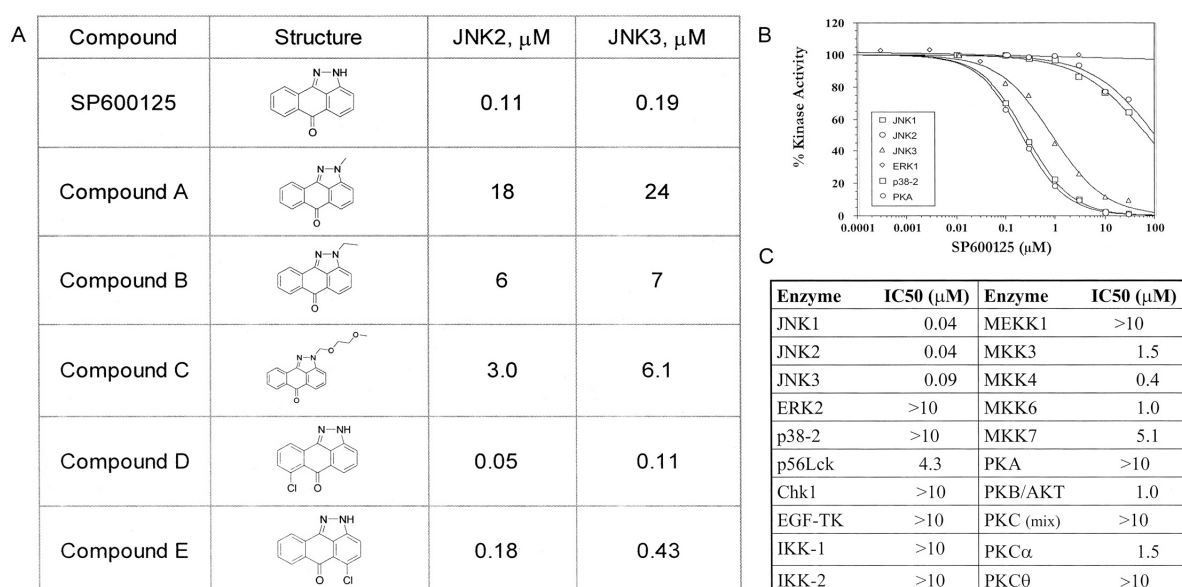 A
Compound Structure JNK2, μM JNK3, μM
SP600125 0.11 0.19
N NH
O
Compound A 18 24
N N
O
Compound B 6 7
N N
O
Compound C 3.0 6.1
N N O O
O
Compound D 0.05 0.11
N NH
Cl O
Compound E 0.18 0.43
N NH
O Cl
B
% Kinase Activity
120
100
80
60
40
20
0
JNK1
JNK2
JNK3
ERK1
p38-2
PKA
0.0001 0.001 0.01 0.1 1 10 100
SP600125 (μM)
C
Enzyme IC50 (μM) Enzyme IC50 (μM)
JNK1 0.04 MEKK1 >10
JNK2 0.04 MKK3 1.5
JNK3 0.09 MKK4 0.4
ERK2 >10 MKK6 1.0
p38-2 >10 MKK7 5.1
p56Lck 4.3 PKA >10
Chk1 >10 PKB/AKT 1.0
EGF-TK >10 PKC (mix) >10
IKK-1 >10 PKCα 1.5
IKK-2 >10 PKCθ >10